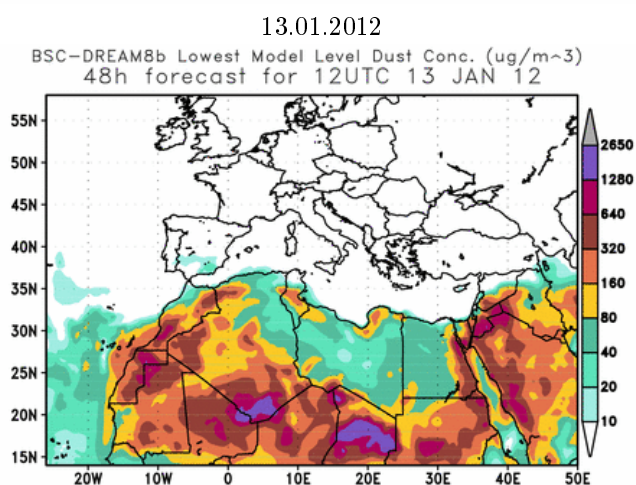 13.01.2012
BSC-DREAM8b Lowest Model Level Dust Conc. (ug/m^3)
48h forecast for 12UTC 13 JAN 12
55N
50N
45N
40N
35N
30N
25N
20N
15N
20W
10W
0
10E
20E
30E
40E
50E
2650
1280
640
320
160
80
40
20
10